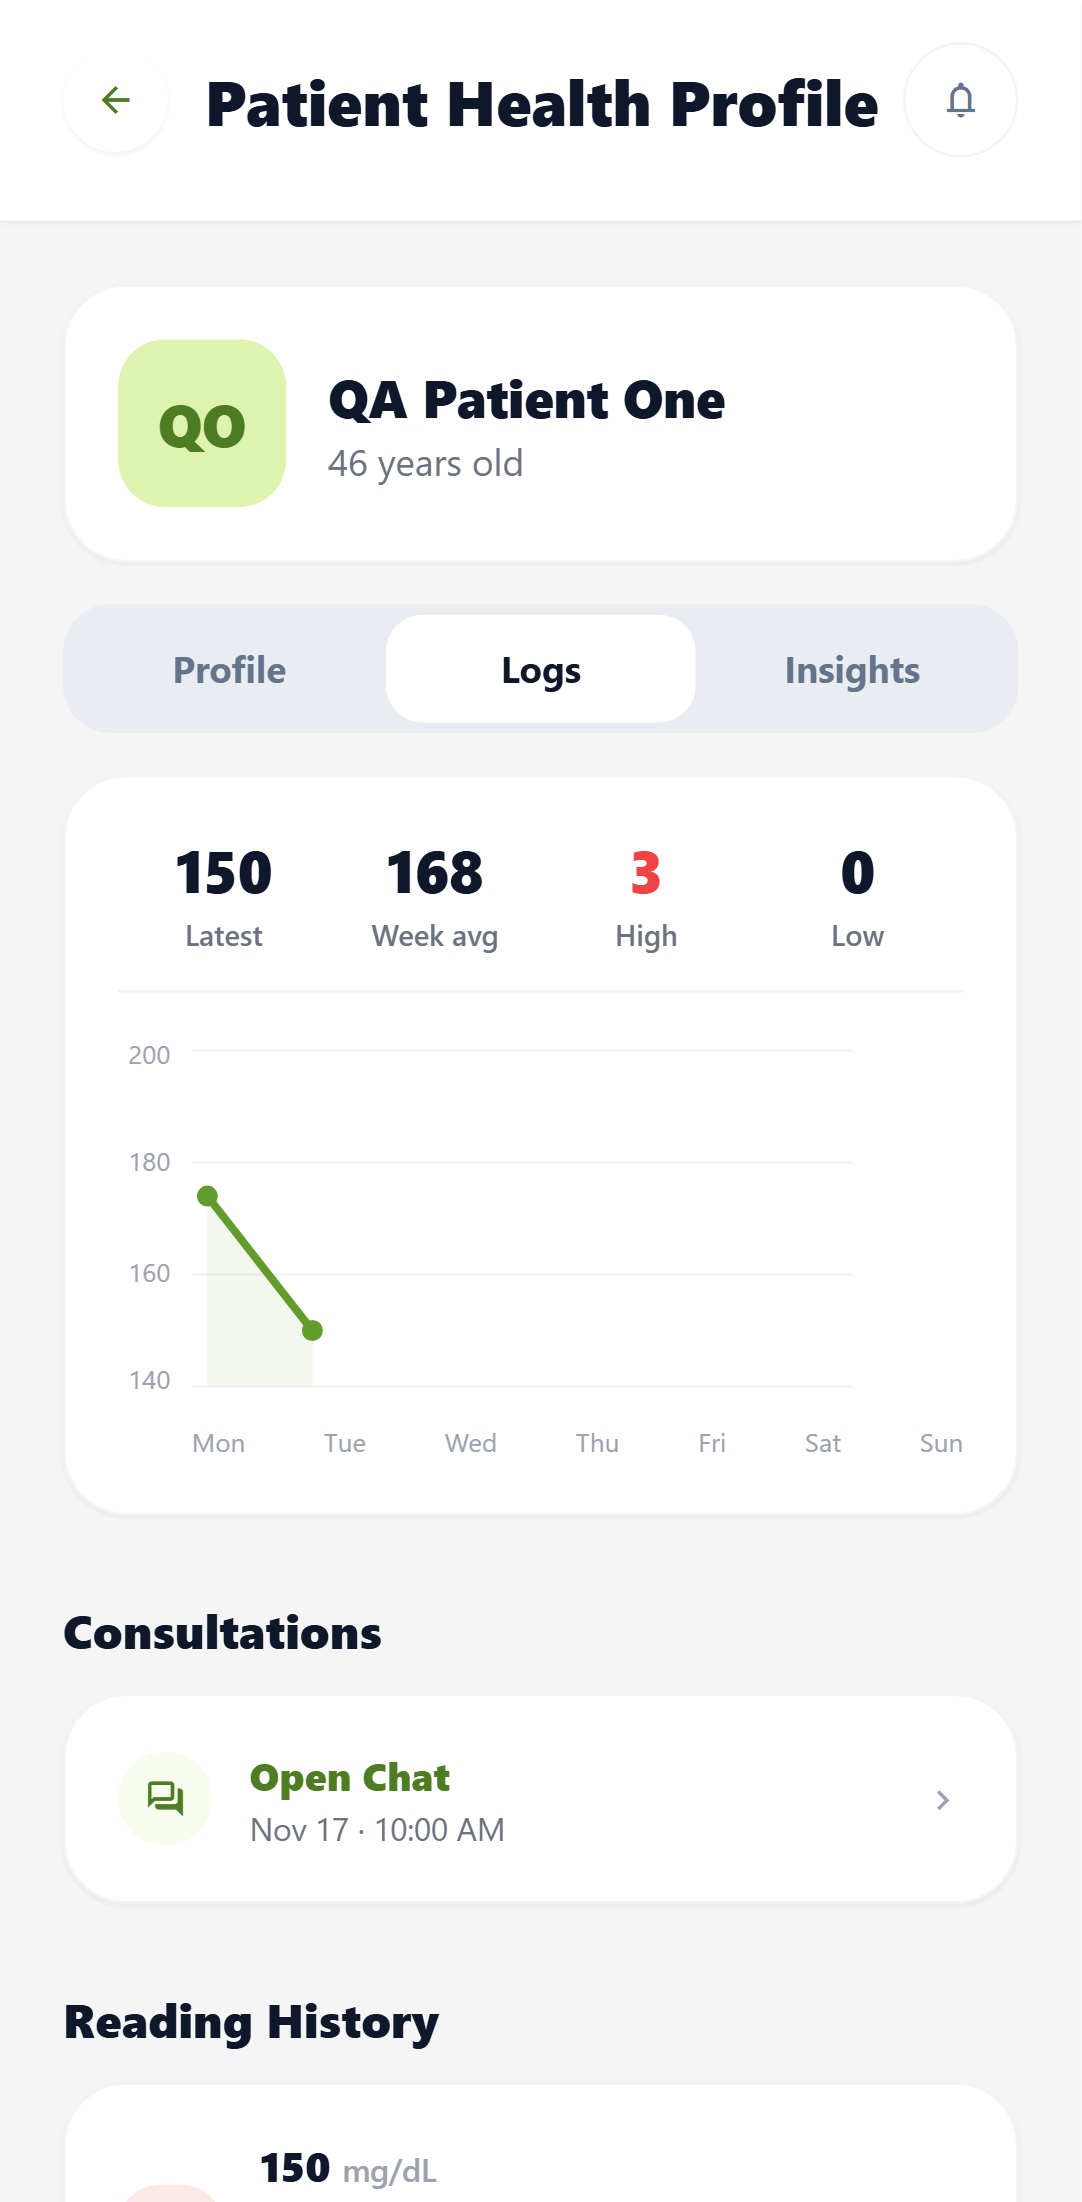 Patient Health Profile
QO
QA Patient One
46 years old
Profile Logs Insights
150 168 3 0
Latest Week avg High Low
200
180
160
140
Mon Tue Wed Thu Fri Sat Sun
Consultations
Open Chat
Nov 17 · 10:00 AM
Reading History
150 mg/dL